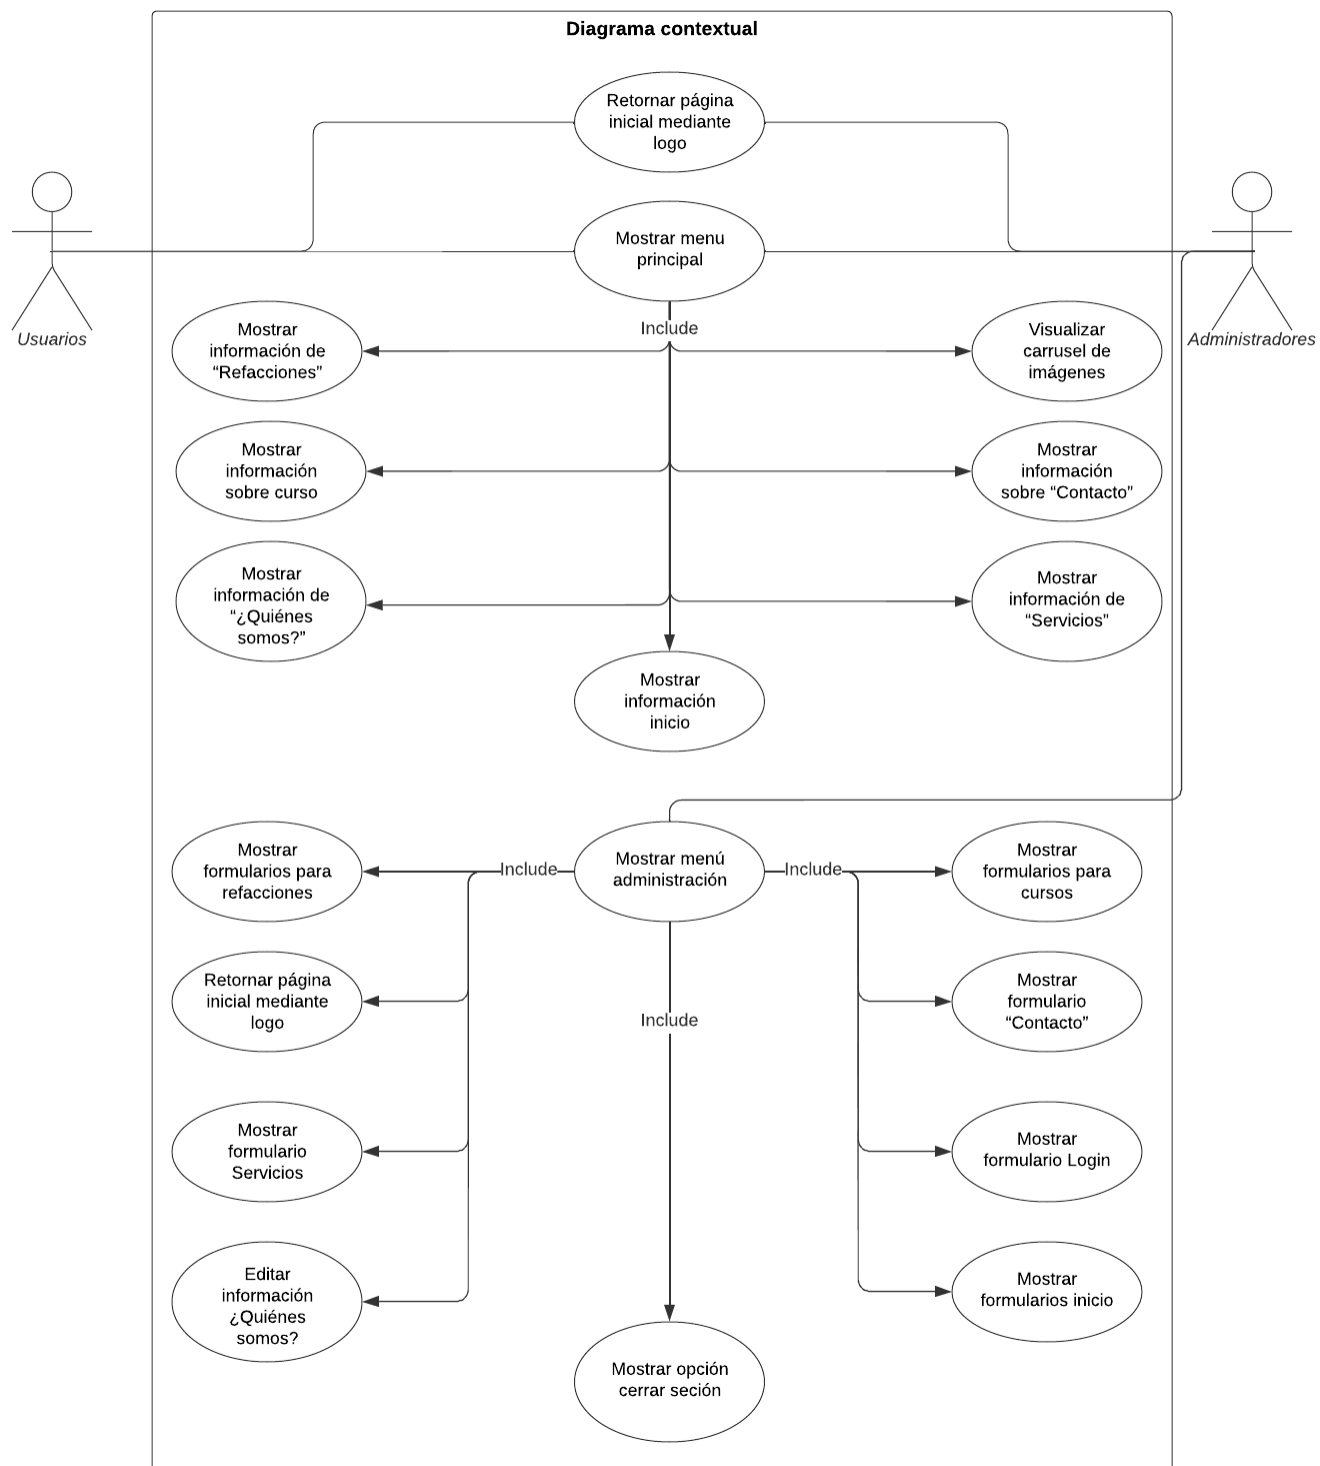 Diagrama contextual
Retornar página
inicial mediante
logo
Mostrar menu
principal
Usuarios
Administradores
Include
Mostrar
información de
“Refacciones”
Visualizar
carrusel de
imágenes
Mostrar
información
sobre curso
Mostrar
información
sobre “Contacto”
Mostrar
información de
“¿Quiénes
somos?”
Mostrar
información de
“Servicios”
Mostrar
información
inicio
Mostrar
formularios para
refacciones
Include
Mostrar menú
administración
Include
Mostrar
formularios para
cursos
Retornar página
inicial mediante
logo
Include
Mostrar
formulario
“Contacto”
Mostrar
formulario
Servicios
Mostrar
formulario Login
Editar
información
¿Quiénes
somos?
Mostrar
formularios inicio
Mostrar opción
cerrar seción